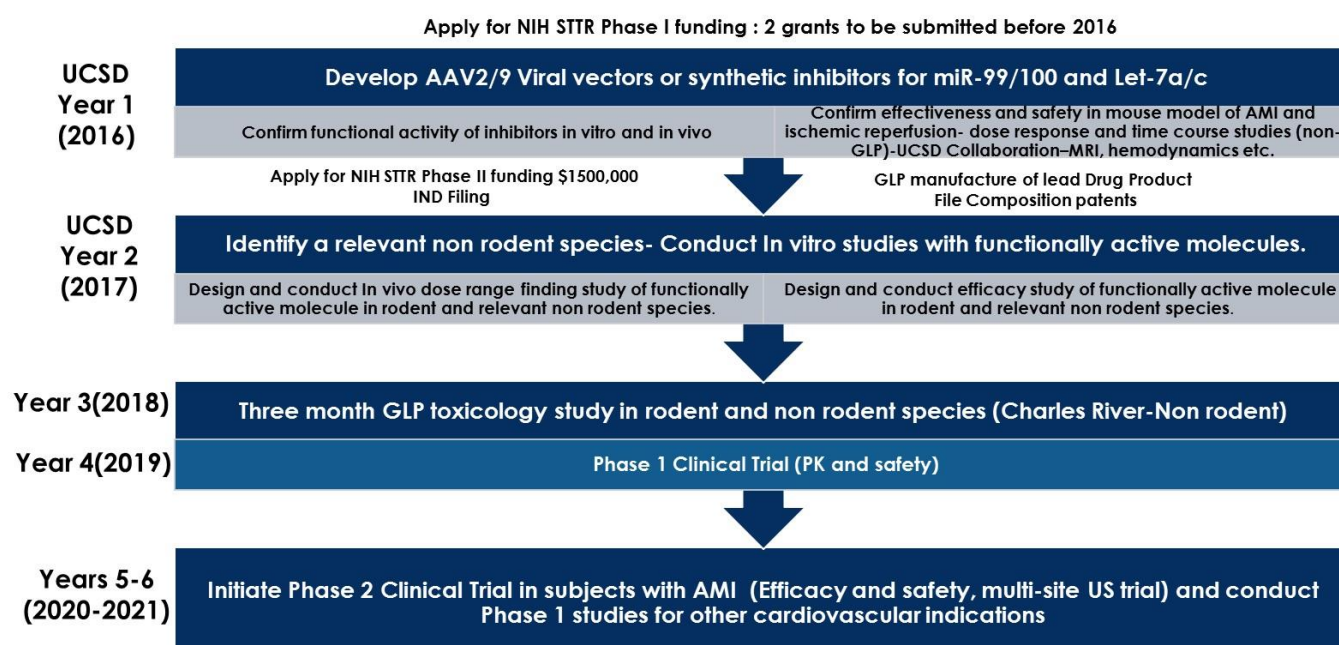 Apply for NIH STTR Phase I funding : 2 grants to be submitted before 2016
UCSD
Year 1
(2016)
Develop AAV2/9 Viral vectors or synthetic inhibitors for miR-99/100 and Let-7a/c
Confirm functional activity of inhibitors in vitro and in vivo
Confirm effectiveness and safety in mouse model of AMI and
ischemic reperfusion- dose response and time course studies (non-
GLP)-UCSD Collaboration–MRI, hemodynamics etc.
Apply for NIH STTR Phase II funding $1500,000
IND Filing
GLP manufacture of lead Drug Product
File Composition patents
UCSD
Year 2
(2017)
Identify a relevant non rodent species- Conduct In vitro studies with functionally active molecules.
Design and conduct In vivo dose range finding study of functionally
active molecule in rodent and relevant non rodent species.
Design and conduct efficacy study of functionally active molecule
in rodent and relevant non rodent species.
Year 3(2018)
Three month GLP toxicology study in rodent and non rodent species (Charles River-Non rodent)
Year 4(2019)
Phase 1 Clinical Trial (PK and safety)
Years 5-6
(2020-2021)
Initiate Phase 2 Clinical Trial in subjects with AMI (Efficacy and safety, multi-site US trial) and conduct
Phase 1 studies for other cardiovascular indications